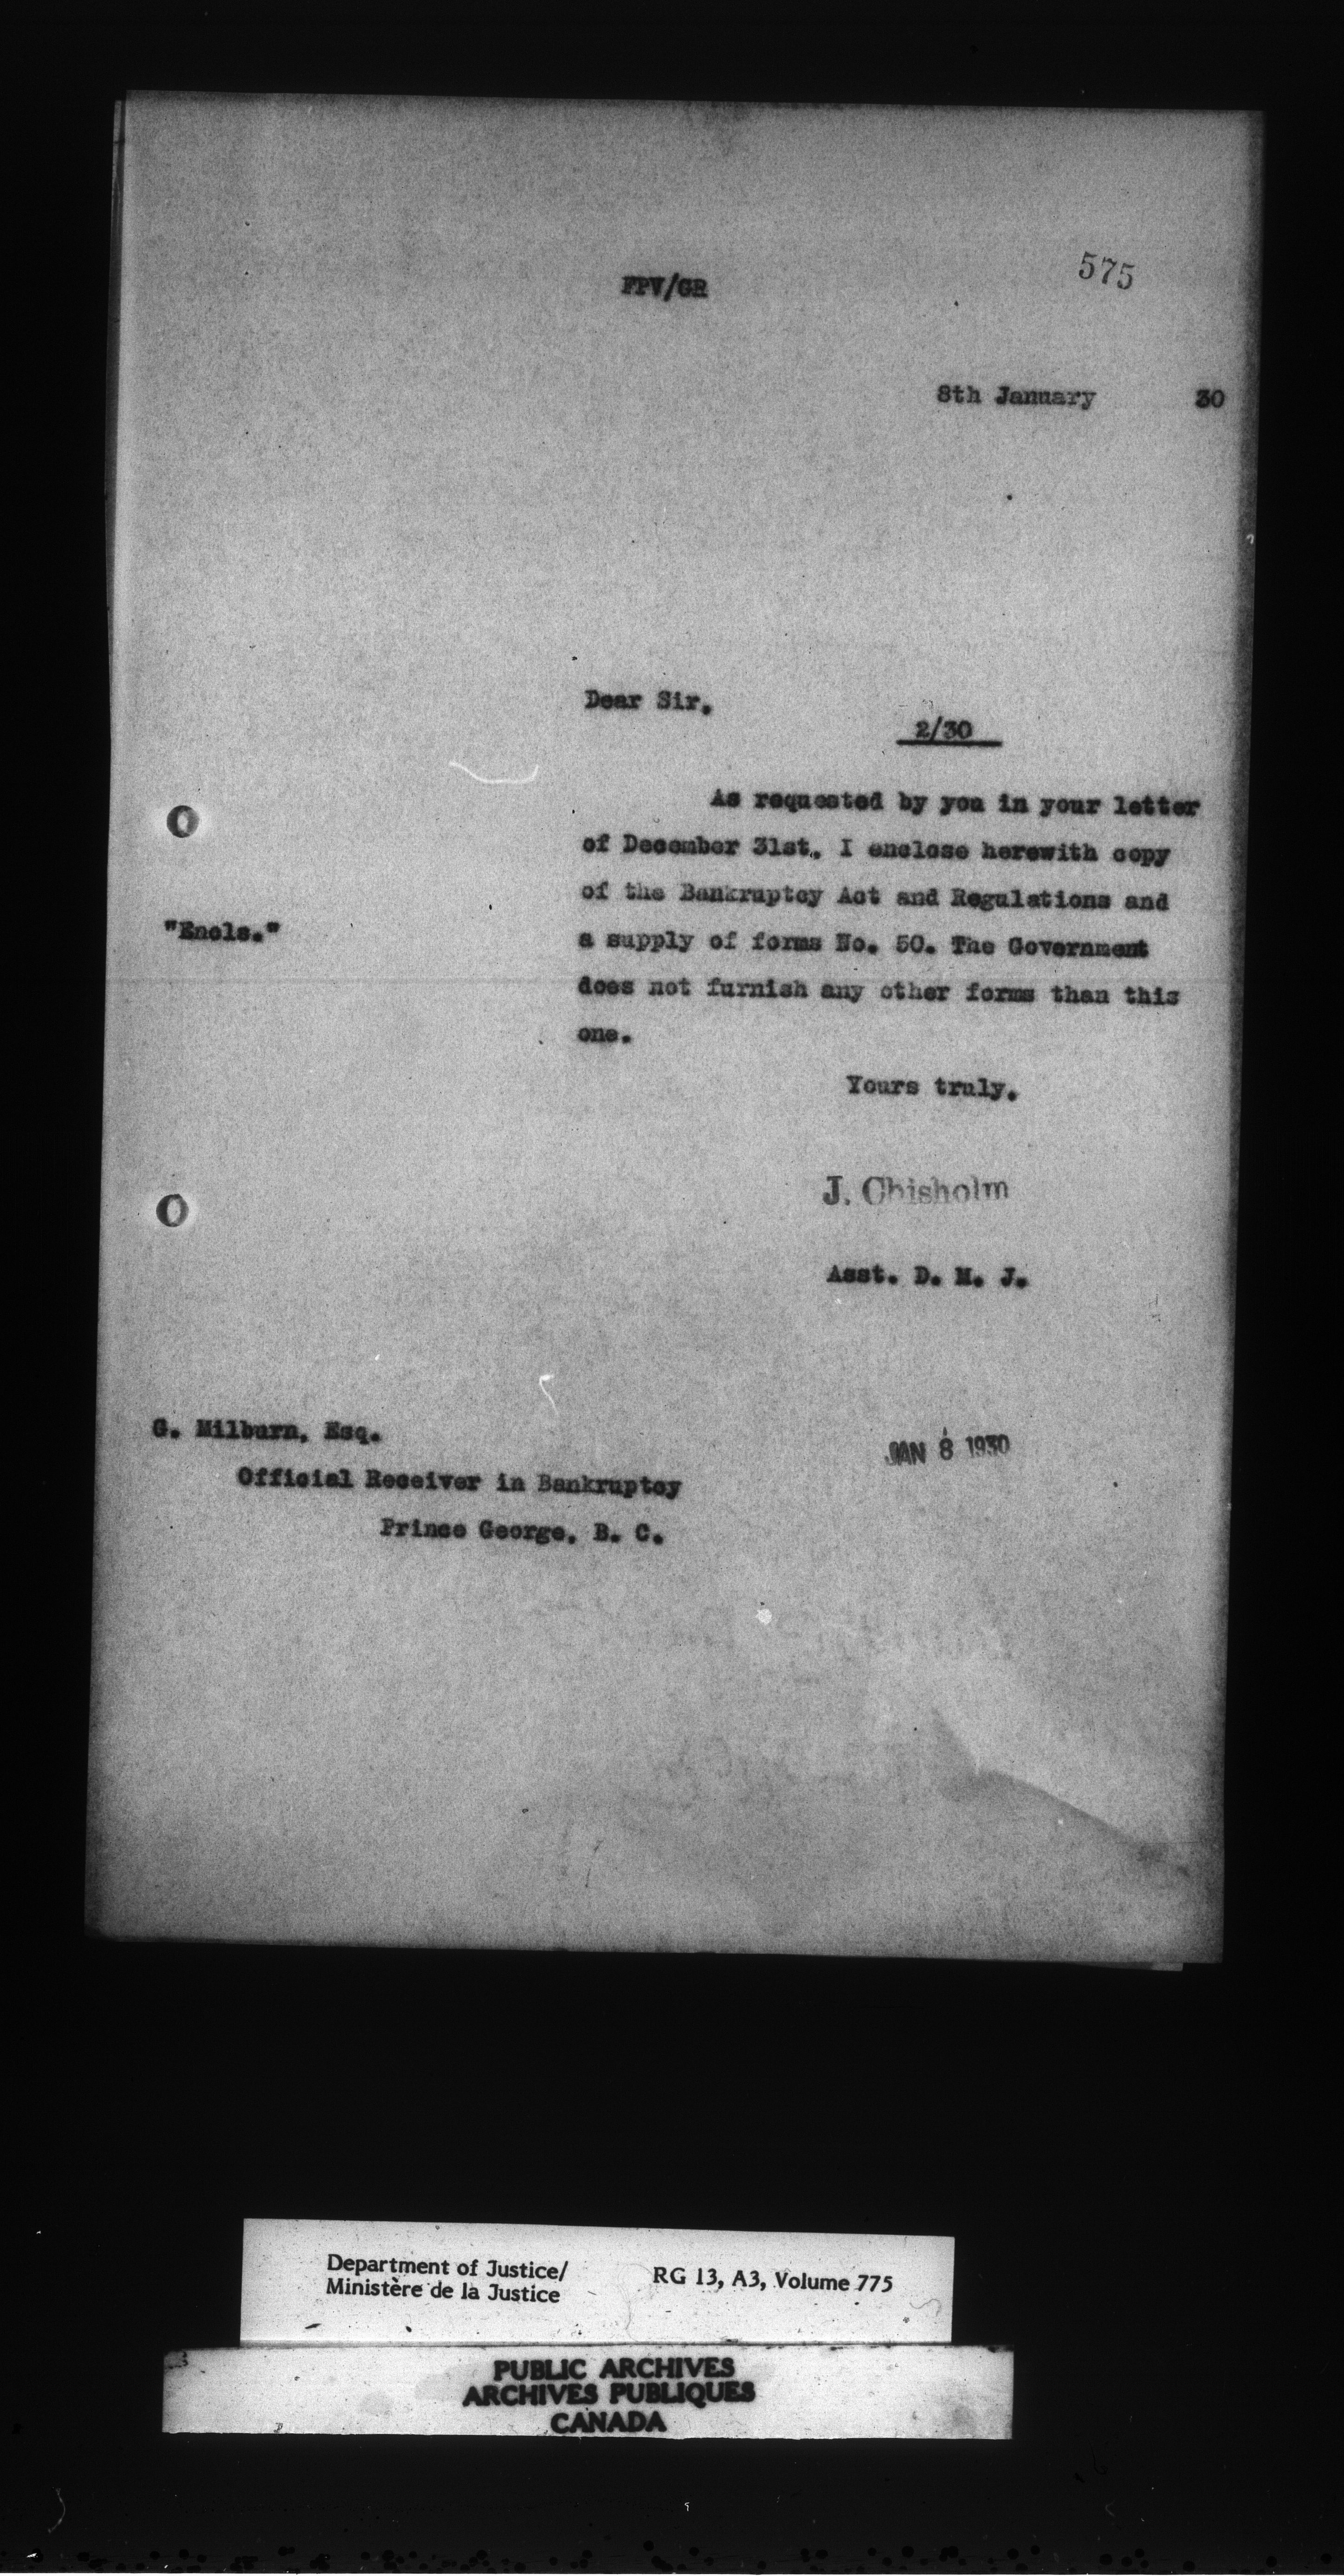 575
FPV/GR
8th January 30
Dear Sir,
2/30
As requested by you in your letter
of December 31st, I enclose herewith copy
of the Bankruptcy Act and Regulations and
"Encls."
a supply of forms No. 50. The Government
does not furnish any other forms than this
one.
Yours truly,
J. Chisholm
Asst. D. M. J.
G. Milburn, Esq.
Official Receiver in Bankruptcy
Prince George, B. C.
JAN 8 1930
Department of Justice/
Ministère de la Justice
RG 13, A3, Volume 775
PUBLIC ARCHIVES
ARCHIVES PUBLIQUES
CANADA